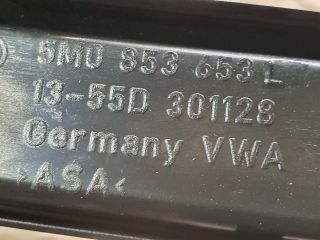 5M0 853 653 L
13-55D 301128
Germany VWA
>ASA<